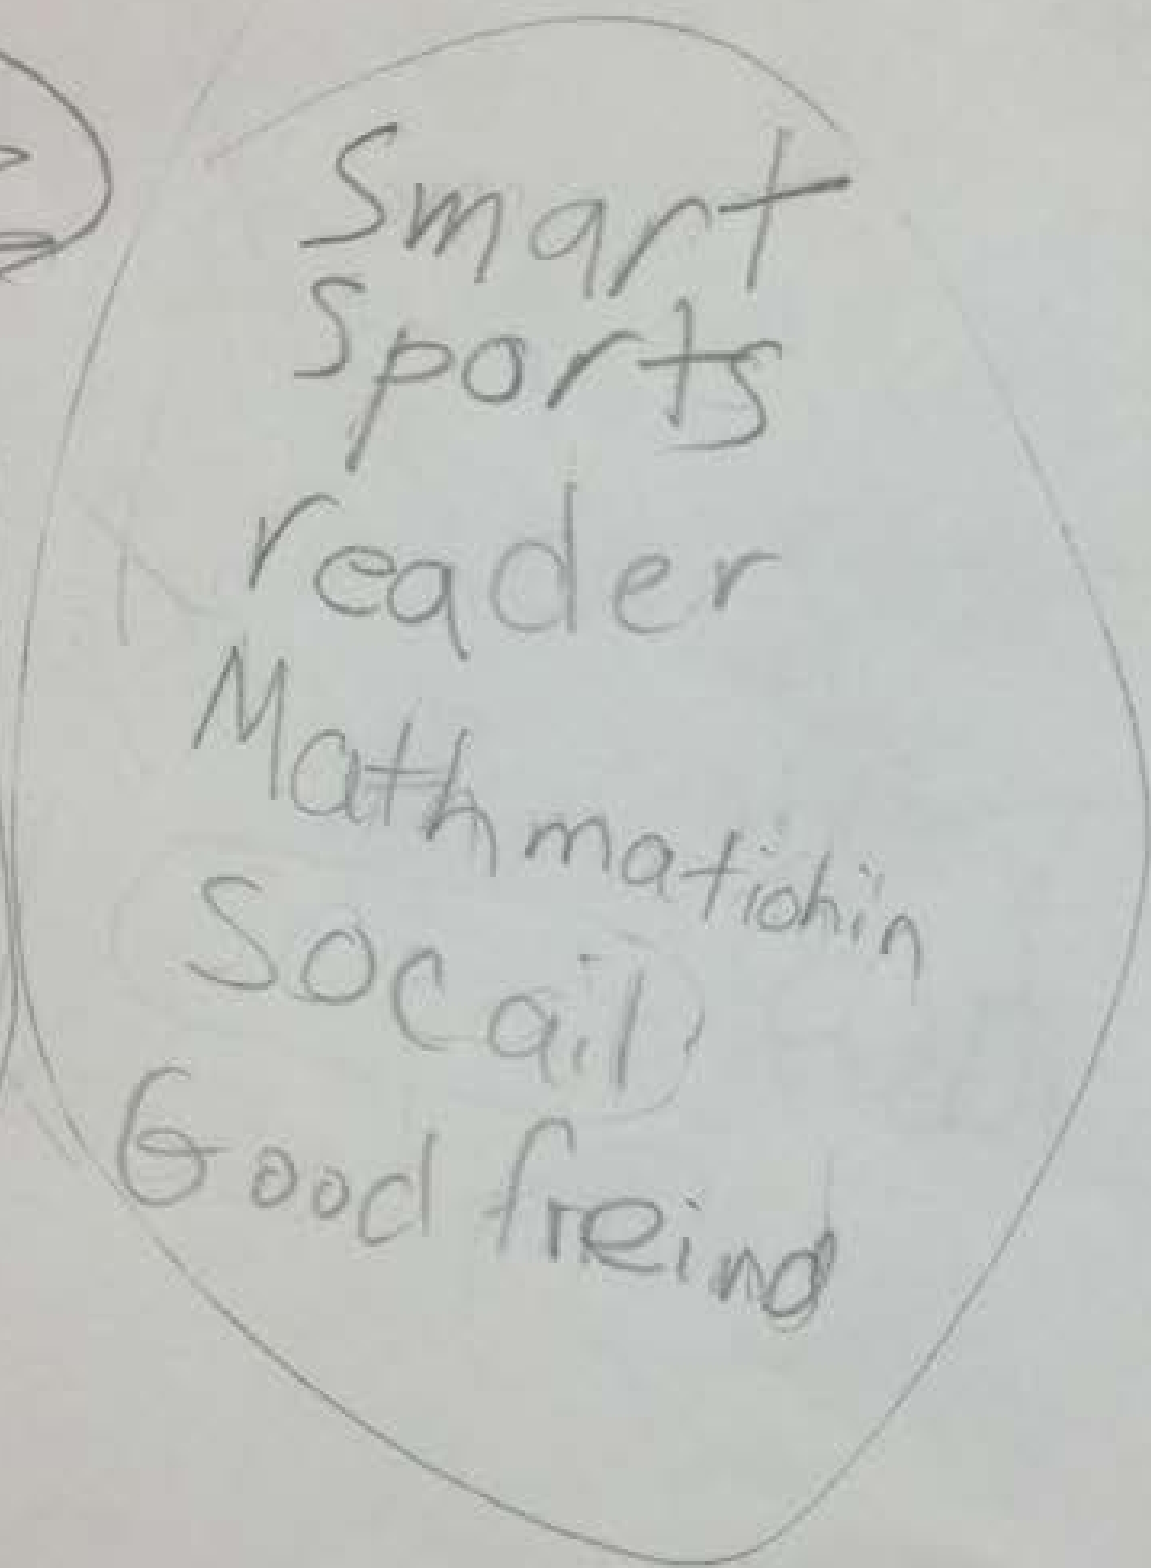 Smart
Sports
reader
Mathmatichin
Socail
Good freind